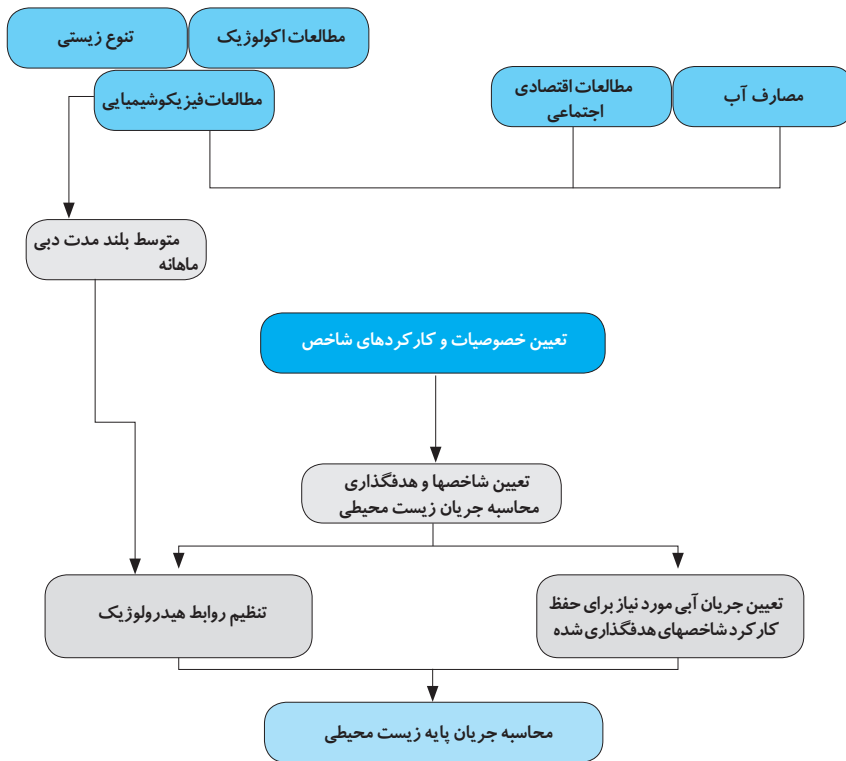 تنوع زیستی
مطالعات اکولوژیک
مطالعات فیزیکوشیمیایی
مطالعات اقتصادی
اجتماعی
مصارف آب
متوسط بلند مدت دبی
ماهانه
تعیین خصوصیات و کارکردهای شاخص
تعیین شاخصها و هدفگذاری
محاسبه جریان زیست محیطی
تنظیم روابط هیدرولوژیک
تعیین جریان آبی مورد نیاز برای حفظ
کارکرد شاخصهای هدفگذاری شده
محاسبه جریان پایه زیست محیطی